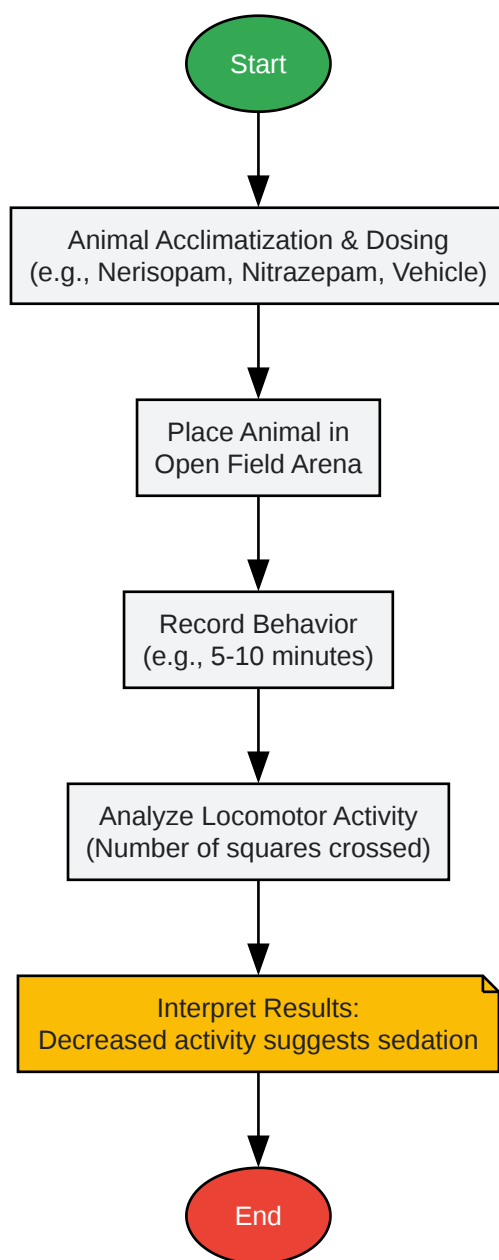 Start
Animal Acclimatization & Dosing
(e.g., Nerisopam, Nitrazepam, Vehicle)
Place Animal in
Open Field Arena
Record Behavior
(e.g., 5-10 minutes)
Analyze Locomotor Activity
(Number of squares crossed)
Interpret Results:
Decreased activity suggests sedation
End